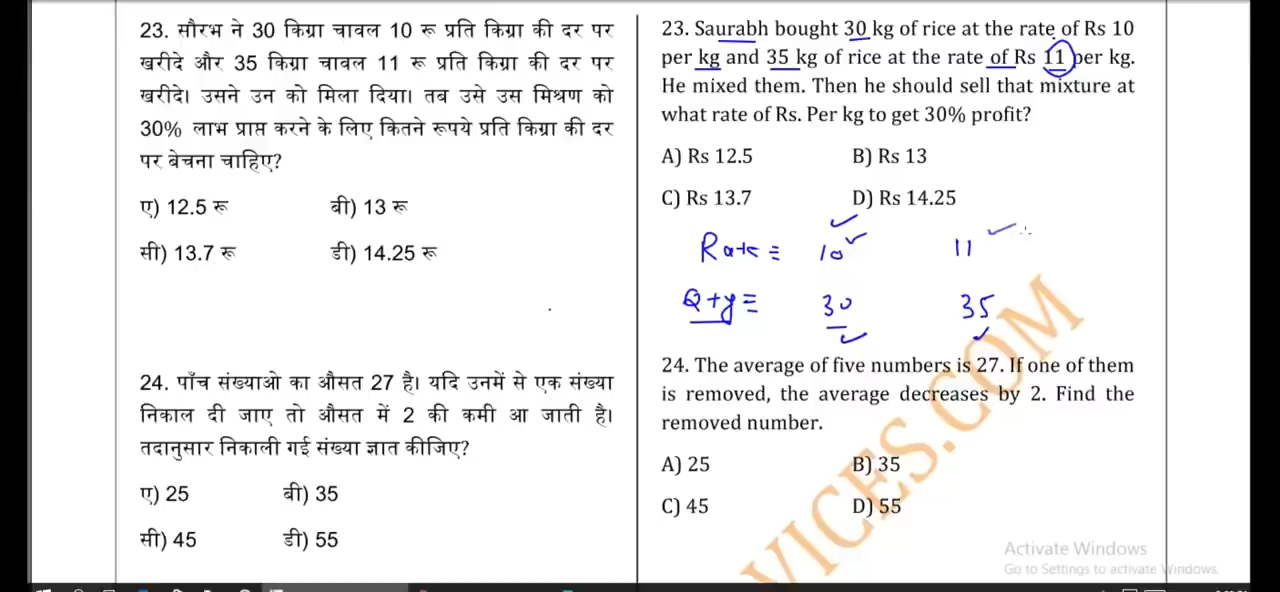 23. सौरभ ने 30 किग्रा चावल 10 रू प्रति किग्रा की दर पर
खरीदे और 35 किग्रा चावल 11 रू प्रति किग्रा की दर पर
खरीदे। उसने उन को मिला दिया। तब उसे उस मिश्रण को
30% लाभ प्राप्त करने के लिए कितने रूपये प्रति किग्रा की दर
पर बेचना चाहिए?
ए) 12.5 रू बी) 13 रू
सी) 13.7 रू डी) 14.25 रू
24. पाँच संख्याओ का औसत 27 है। यदि उनमें से एक संख्या
निकाल दी जाए तो औसत में 2 की कमी आ जाती है।
तदानुसार निकाली गई संख्या ज्ञात कीजिए?
ए) 25 बी) 35
सी) 45 डी) 55
23. Saurabh bought 30 kg of rice at the rate of Rs 10
per kg and 35 kg of rice at the rate of Rs 11 per kg.
He mixed them. Then he should sell that mixture at
what rate of Rs. Per kg to get 30% profit?
A) Rs 12.5 B) Rs 13
C) Rs 13.7 D) Rs 14.25
Rate = 10 11
Qty = 30 35
24. The average of five numbers is 27. If one of them
is removed, the average decreases by 2. Find the
removed number.
A) 25 B) 35
C) 45 D) 55
VICES.COM
Activate Windows
Go to Settings to activate Windows.